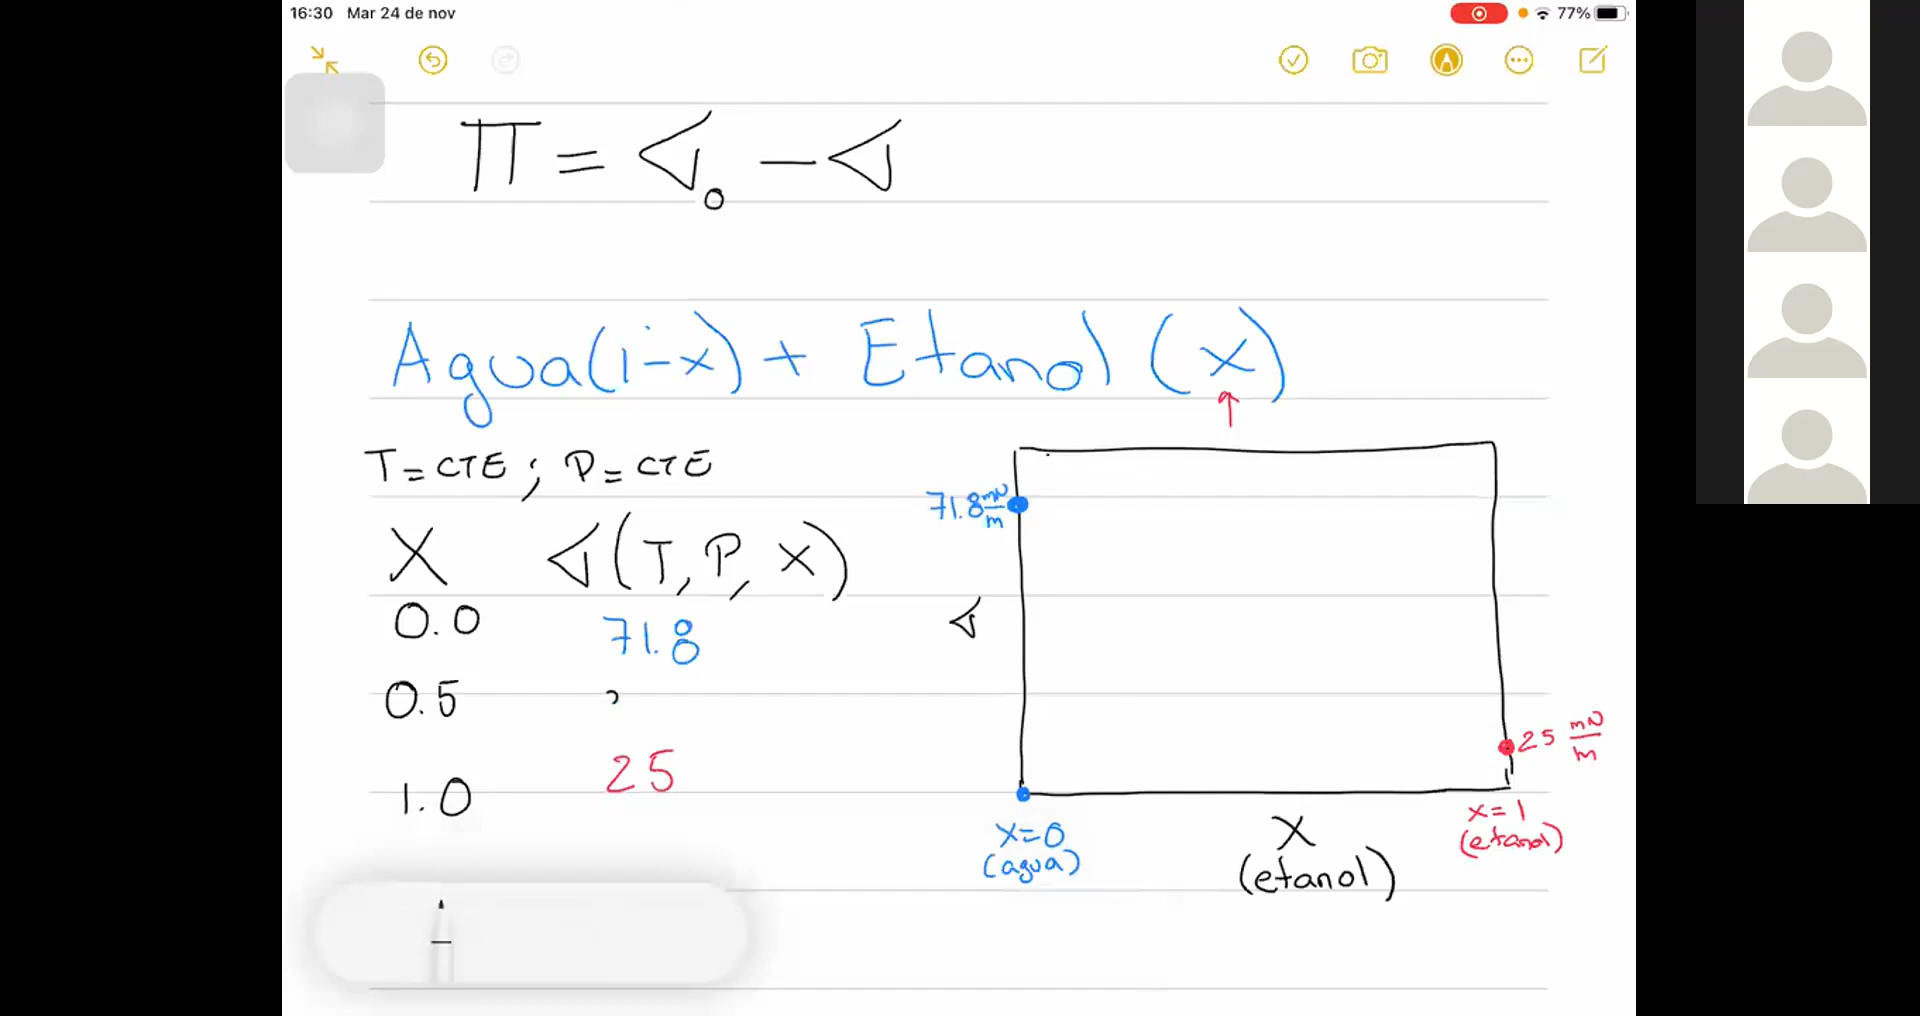 16:30 Mar 24 de nov 77%
Π = ᐊ₀ − ᐊ
Agua(1-x) + Etanol (x)
↑
T = CTE ; P = CTE
X ᐊ(T, P, X)
0.0 71.8
0.5 ?
1.0 25
71.8 mN/m
ᐊ
25 mN/m
x=0
(agua)
X
(etanol)
x=1
(etanol)